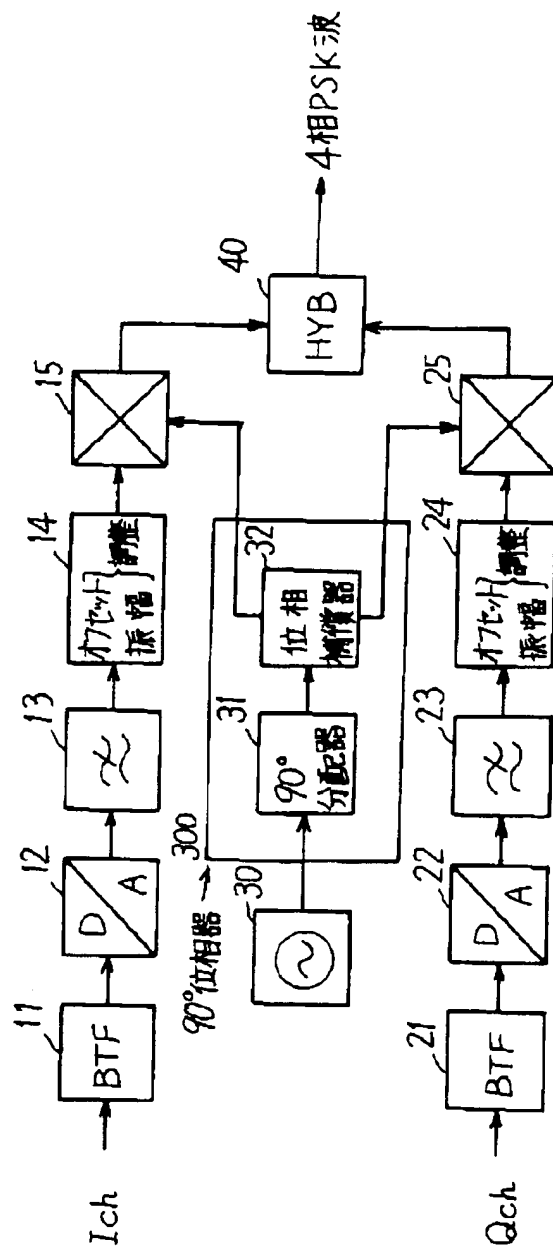 Ich
11
BTF
12
D
A
13
14
オフセット}調整
振幅
15
90°位相器
300
30
31
90°
分配器
32
位相
補償器
40
HYB
4相PSK波
Qch
21
BTF
22
D
A
23
24
オフセット}調整
振幅
25